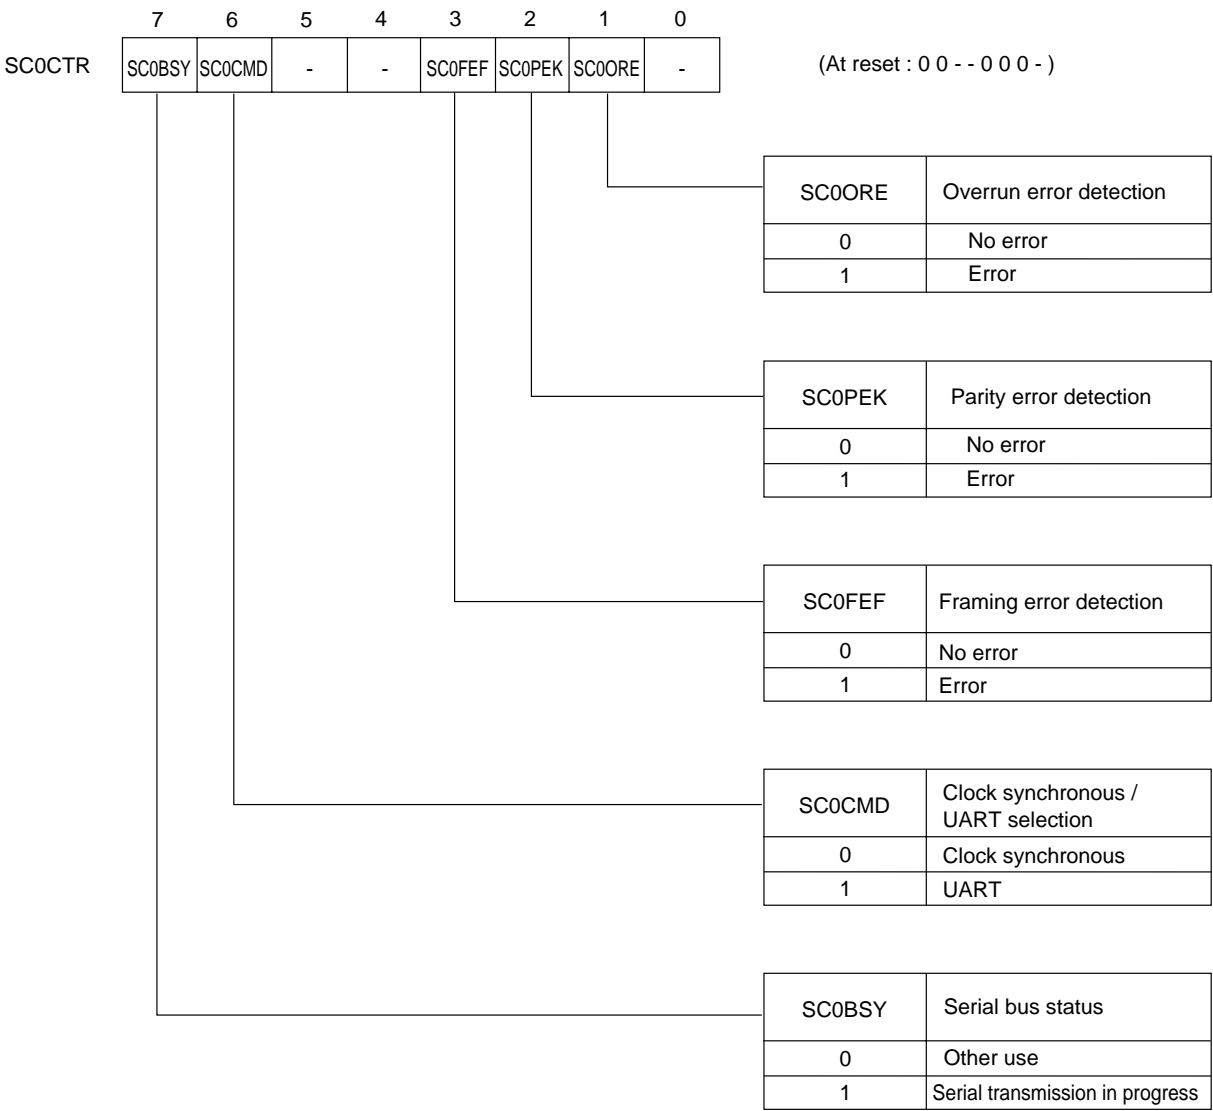 7 6 5 4 3 2 1 0
SC0CTR SC0BSY SC0CMD - - SC0FEF SC0PEK SC0ORE - (At reset : 0 0 - - 0 0 0 - )
SC0ORE Overrun error detection
0 No error
1 Error
SC0PEK Parity error detection
0 No error
1 Error
SC0FEF Framing error detection
0 No error
1 Error
SC0CMD Clock synchronous /
UART selection
0 Clock synchronous
1 UART
SC0BSY Serial bus status
0 Other use
1 Serial transmission in progress